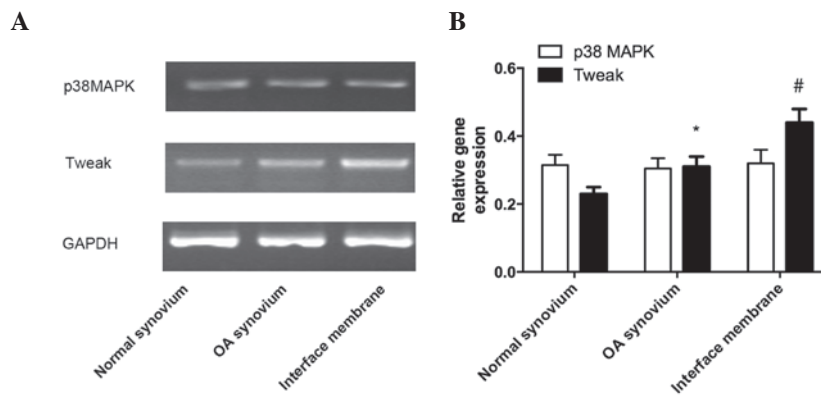 A
p38MAPK
Tweak
GAPDH
Normal synovium
OA synovium
Interface membrane
B
p38 MAPK
Tweak
Relative gene
expression
0.6
0.4
0.2
0.0
*
#
Normal synovium
OA synovium
Interface membrane